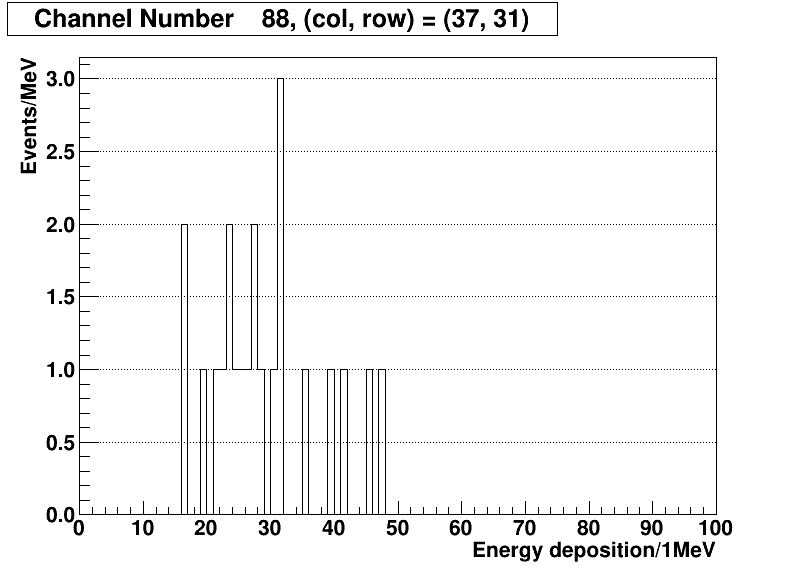 Channel Number 88, (col, row) = (37, 31)
Events/MeV
3.0
2.5
2.0
1.5
1.0
0.5
0.0
0 10 20 30 40 50 60 70 80 90 100
Energy deposition/1MeV